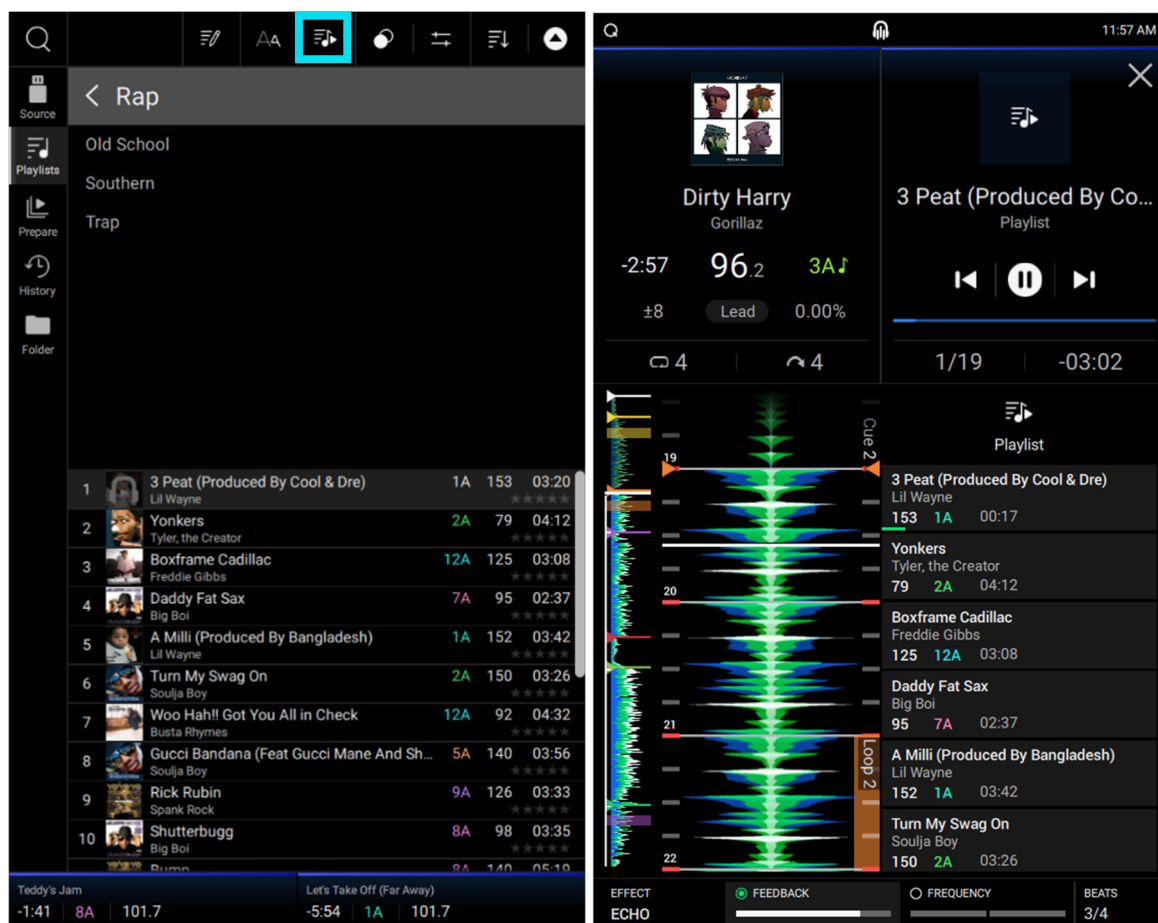 AA
Source
Playlists
Prepare
History
Folder
Rap
Old School
Southern
Trap
1 3 Peat (Produced By Cool & Dre) 1A 153 03:20
Lil Wayne
2 Yonkers 2A 79 04:12
Tyler, the Creator
3 Boxframe Cadillac 12A 125 03:08
Freddie Gibbs
4 Daddy Fat Sax 7A 95 02:37
Big Boi
5 A Milli (Produced By Bangladesh) 1A 152 03:42
Lil Wayne
6 Turn My Swag On 2A 150 03:26
Soulja Boy
7 Woo Hah!! Got You All in Check 12A 92 04:32
Busta Rhymes
8 Gucci Bandana (Feat Gucci Mane And Sh... 5A 140 03:56
Soulja Boy
9 Rick Rubin 9A 126 03:33
Spank Rock
10 Shutterbugg 8A 98 03:35
Big Boi
Bump 8A 140 05:19
Teddy's Jam
-1:41 8A 101.7
Let's Take Off (Far Away)
-5:54 1A 101.7
11:57 AM
Dirty Harry
Gorillaz
-2:57 96.2 3A
±8 Lead 0.00%
4 4
3 Peat (Produced By Co...
Playlist
1/19 -03:02
Cue 2
19
20
21
Loop 2
22
Playlist
3 Peat (Produced By Cool & Dre)
Lil Wayne
153 1A 00:17
Yonkers
Tyler, the Creator
79 2A 04:12
Boxframe Cadillac
Freddie Gibbs
125 12A 03:08
Daddy Fat Sax
Big Boi
95 7A 02:37
A Milli (Produced By Bangladesh)
Lil Wayne
152 1A 03:42
Turn My Swag On
Soulja Boy
150 2A 03:26
EFFECT
ECHO
FEEDBACK
FREQUENCY
BEATS
3/4